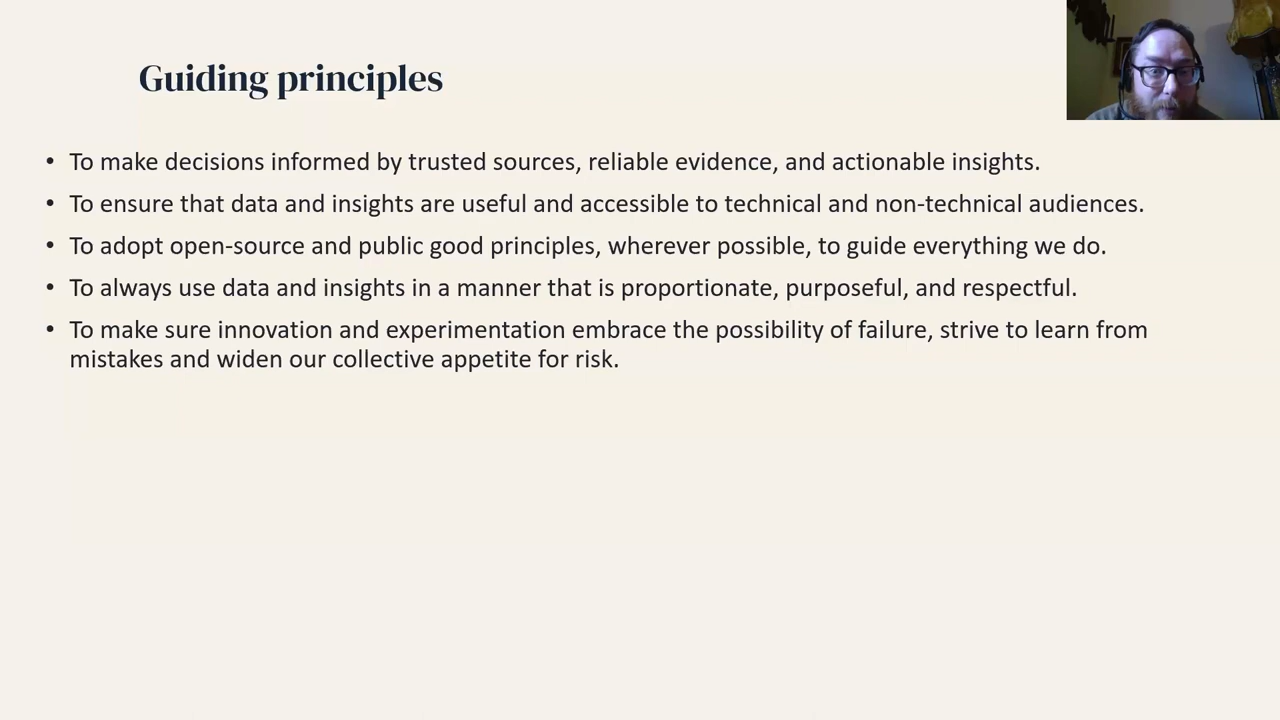 Guiding principles
• To make decisions informed by trusted sources, reliable evidence, and actionable insights.
• To ensure that data and insights are useful and accessible to technical and non-technical audiences.
• To adopt open-source and public good principles, wherever possible, to guide everything we do.
• To always use data and insights in a manner that is proportionate, purposeful, and respectful.
• To make sure innovation and experimentation embrace the possibility of failure, strive to learn from
mistakes and widen our collective appetite for risk.